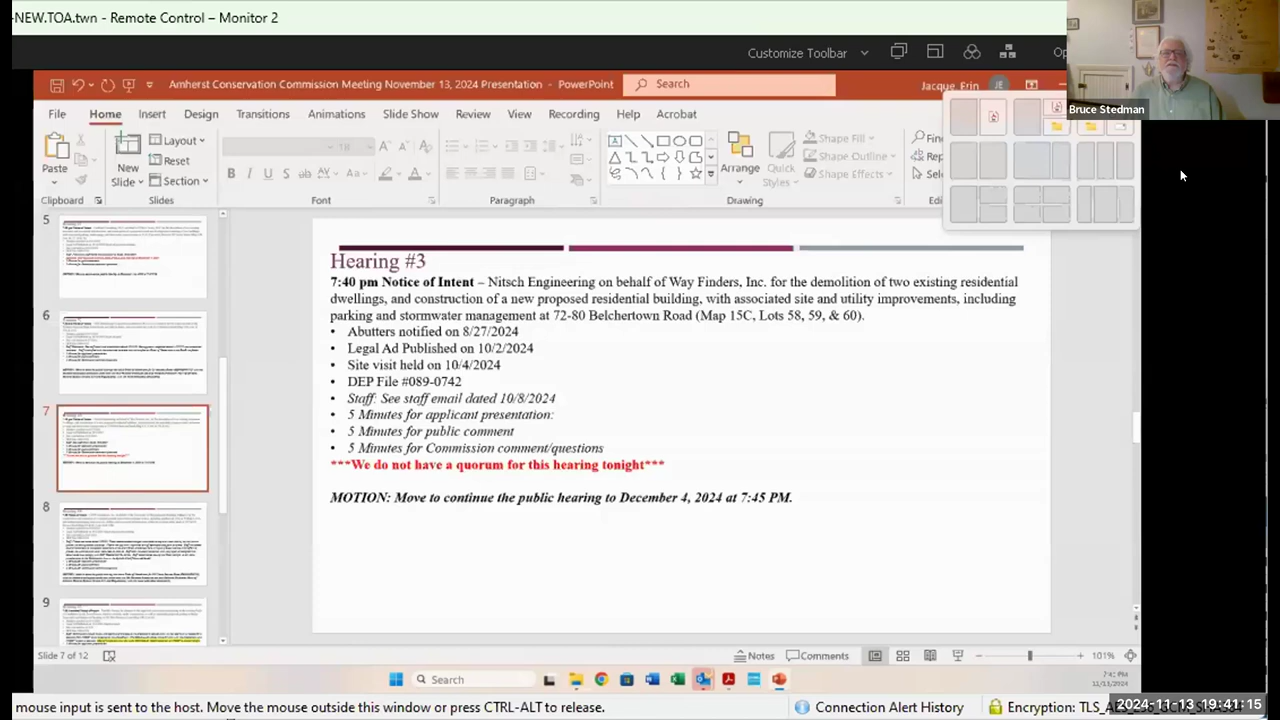 -NEW.TOA.twn - Remote Control – Monitor 2
Customize Toolbar
Bruce Stedman
Amherst Conservation Commission Meeting November 13, 2024 Presentation - PowerPoint
Search
Jacque, Erin
JE
File Home Insert Design Transitions Animations Slide Show Review View Recording Help Acrobat
Paste
New
Slide
Layout
Reset
Section
Arrange
Quick
Styles
Shape Fill
Shape Outline
Shape Effects
Clipboard
Slides
Font
Paragraph
Drawing
5
6
7
8
9
Hearing #3
7:40 pm Notice of Intent – Nitsch Engineering on behalf of Way Finders, Inc. for the demolition of two existing residential
dwellings, and construction of a new proposed residential building, with associated site and utility improvements, including
parking and stormwater management at 72-80 Belchertown Road (Map 15C, Lots 58, 59, & 60).
• Abutters notified on 8/27/2024
• Legal Ad Published on
• Site visit held on 10/4/2024
• DEP File #089-0742
• Staff: See staff email dated 10/8/2024
• 5 Minutes for applicant presentation:
• 5 Minutes for public comment
• Minutes for Commission comment/questions
***We do not have a quorum for this hearing tonight***
MOTION: Move to continue the public hearing to December 4, 2024 at 7:45 PM.
Slide 7 of 12
Notes
Comments
101%
Search
7:41 PM
11/13/2024
mouse input is sent to the host. Move the mouse outside this window or press CTRL-ALT to release.
Connection Alert History
Encryption:
2024-11-13 19:41:15